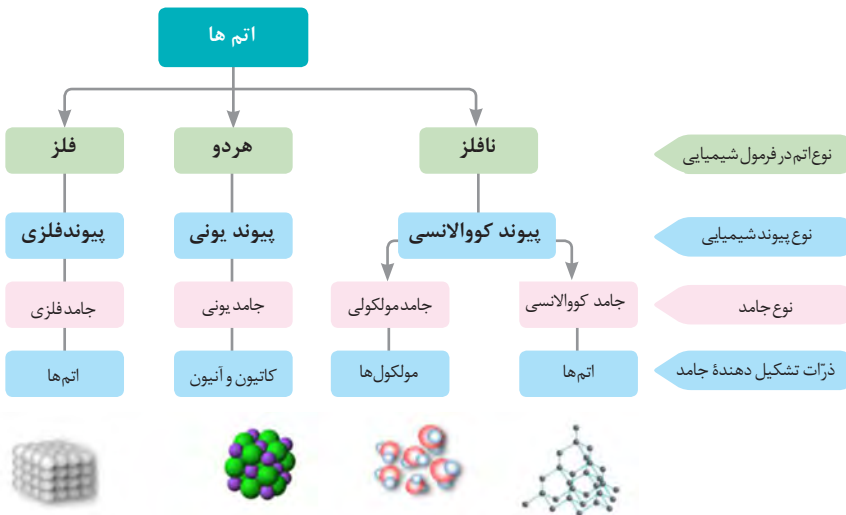 اتم ها
نافلز
هردو
فلز
نوع اتم در فرمول شیمیایی
پیوند کووالانسی
پیوند یونی
پیوند فلزی
نوع پیوند شیمیایی
جامد کووالانسی
جامد مولکولی
جامد یونی
جامد فلزی
نوع جامد
اتم‌ها
مولکول‌ها
کاتیون و آنیون
اتم‌ها
ذرّات تشکیل دهندهٔ جامد